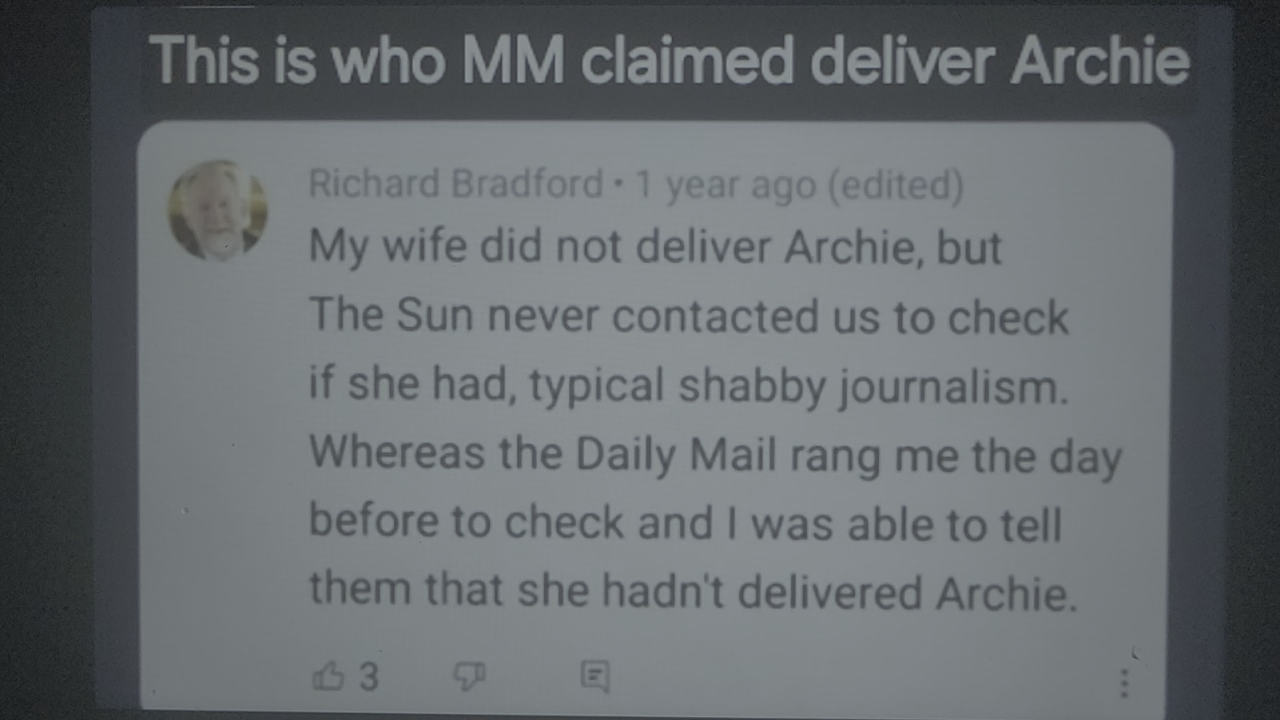 This is who MM claimed deliver Archie
Richard Bradford • 1 year ago (edited)
My wife did not deliver Archie, but
The Sun never contacted us to check
if she had, typical shabby journalism.
Whereas the Daily Mail rang me the day
before to check and I was able to tell
them that she hadn't delivered Archie.
3